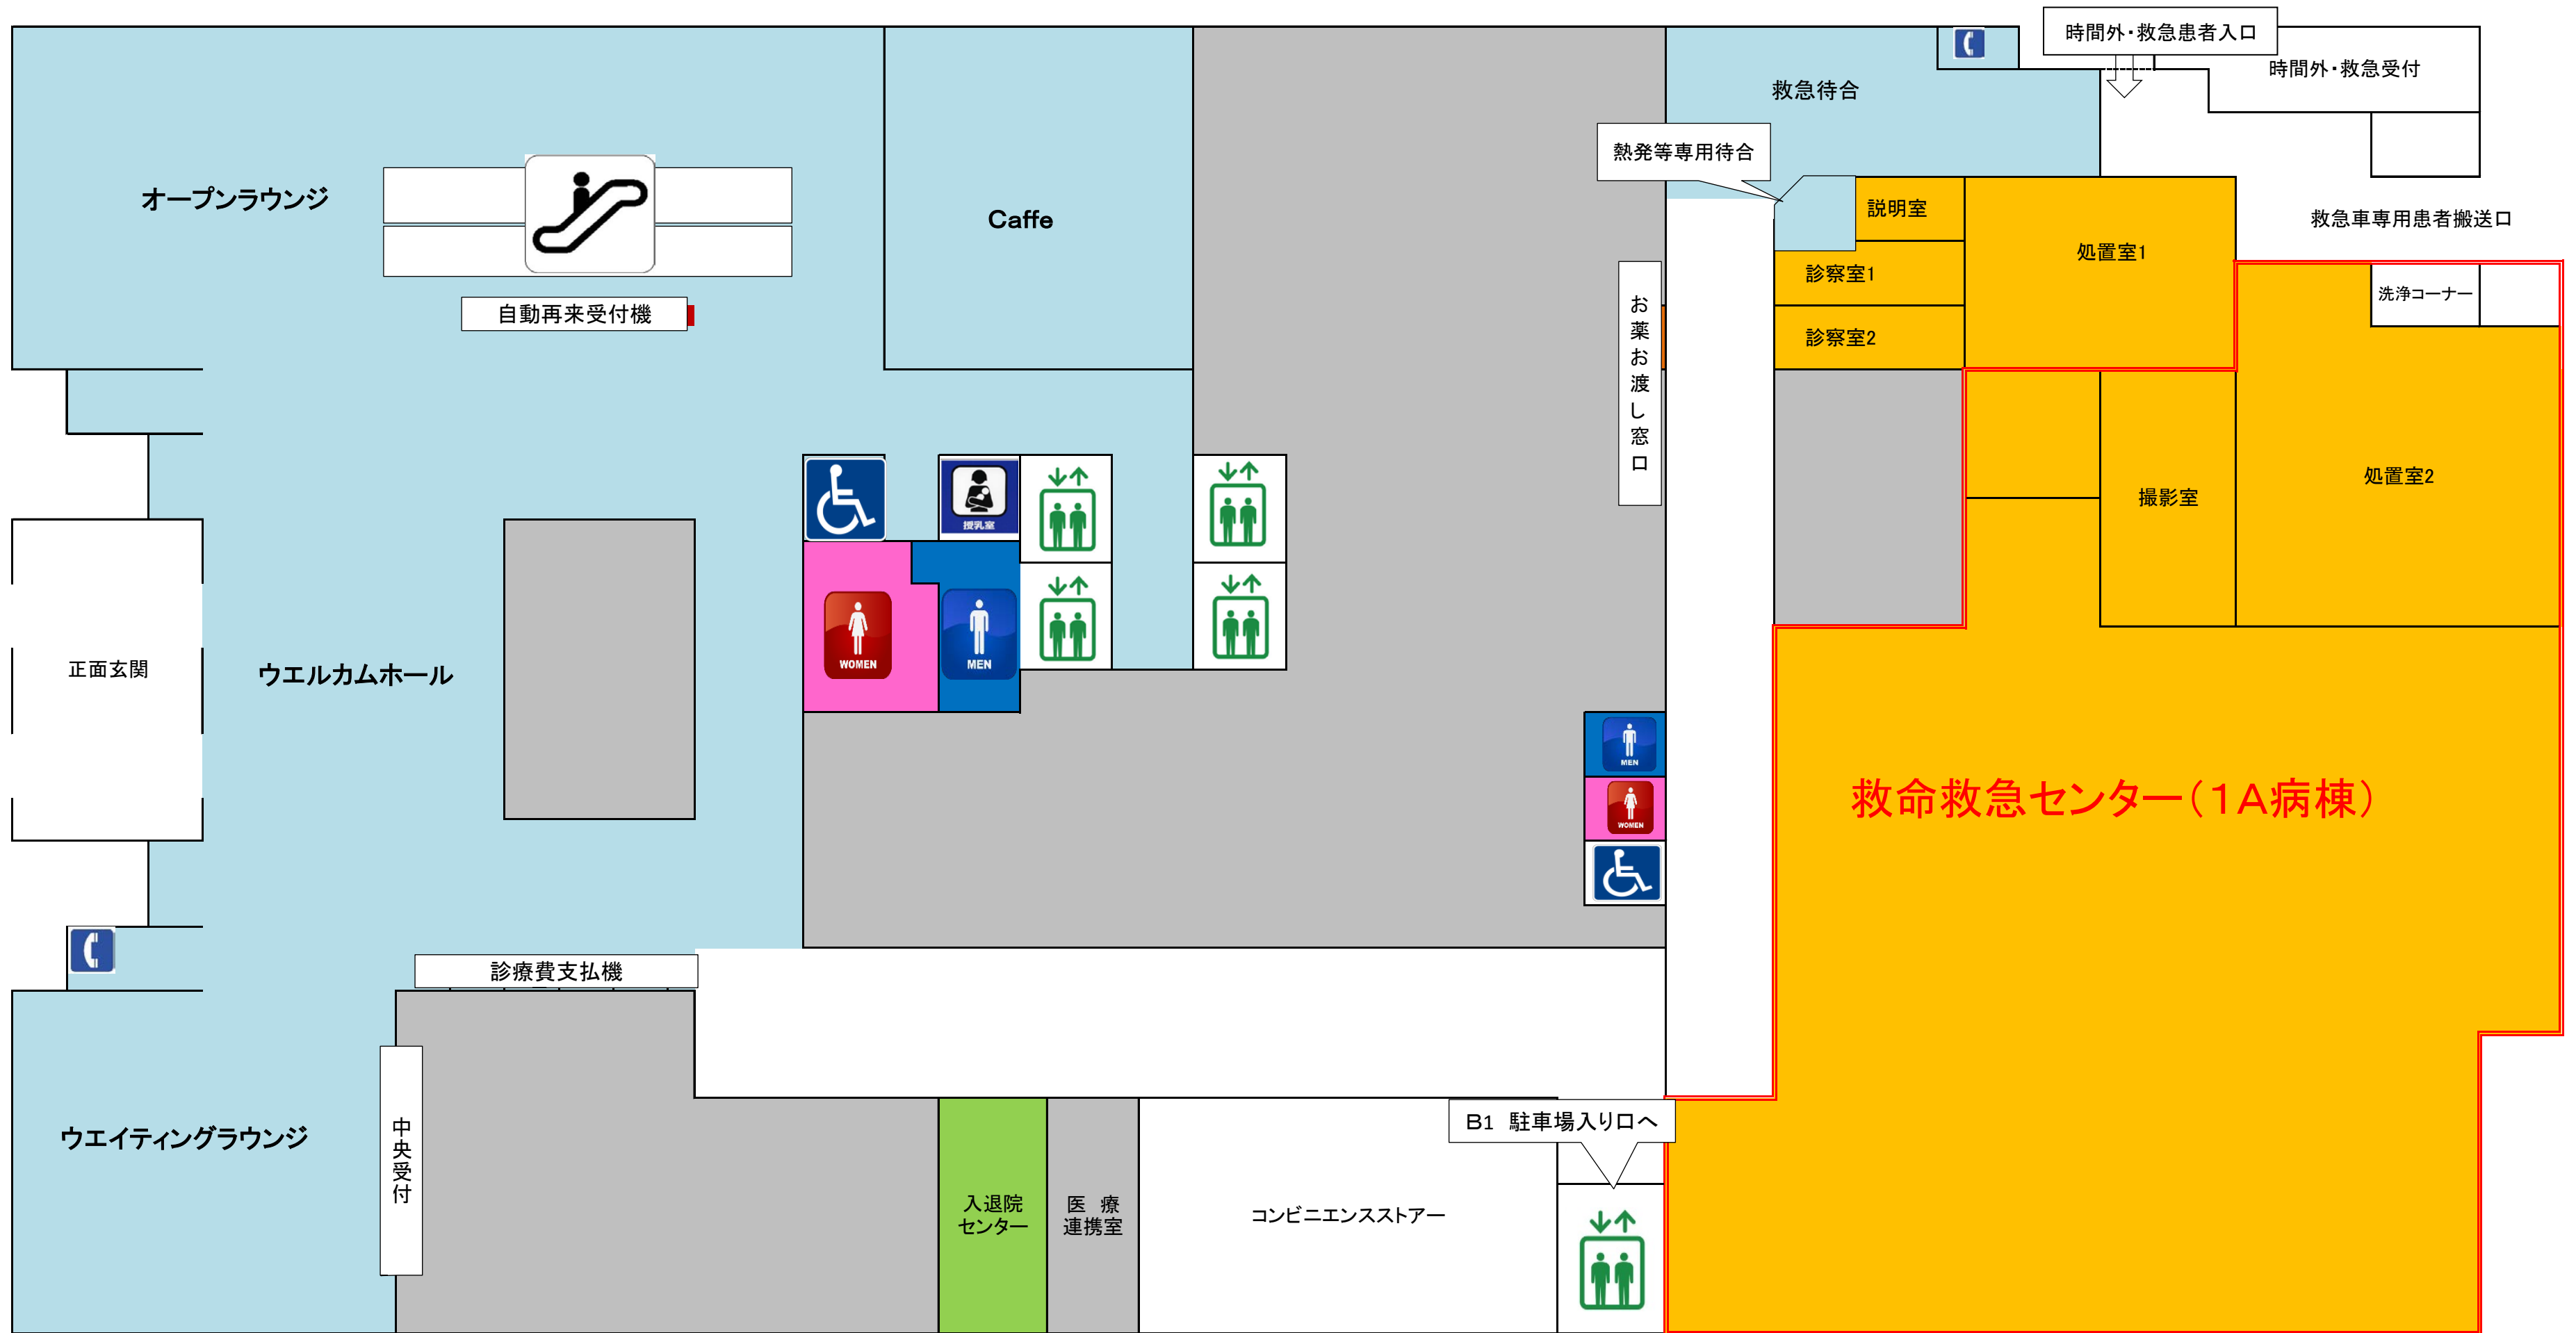 時間外・救急患者入口
時間外・救急受付
救急待合
熱発等専用待合
オープンラウンジ
Caffe
説明室
救急車専用患者搬送口
処置室1
診察室1
洗浄コーナー
自動再来受付機
お薬お渡し窓口
診察室2
処置室2
撮影室
授乳室
WOMEN
MEN
正面玄関
ウエルカムホール
MEN
WOMEN
救命救急センター（１Ａ病棟）
診療費支払機
中央受付
ウエイティングラウンジ
Ｂ1　駐車場入り口へ
入退院
センター
医　療
連携室
コンビニエンスストアー